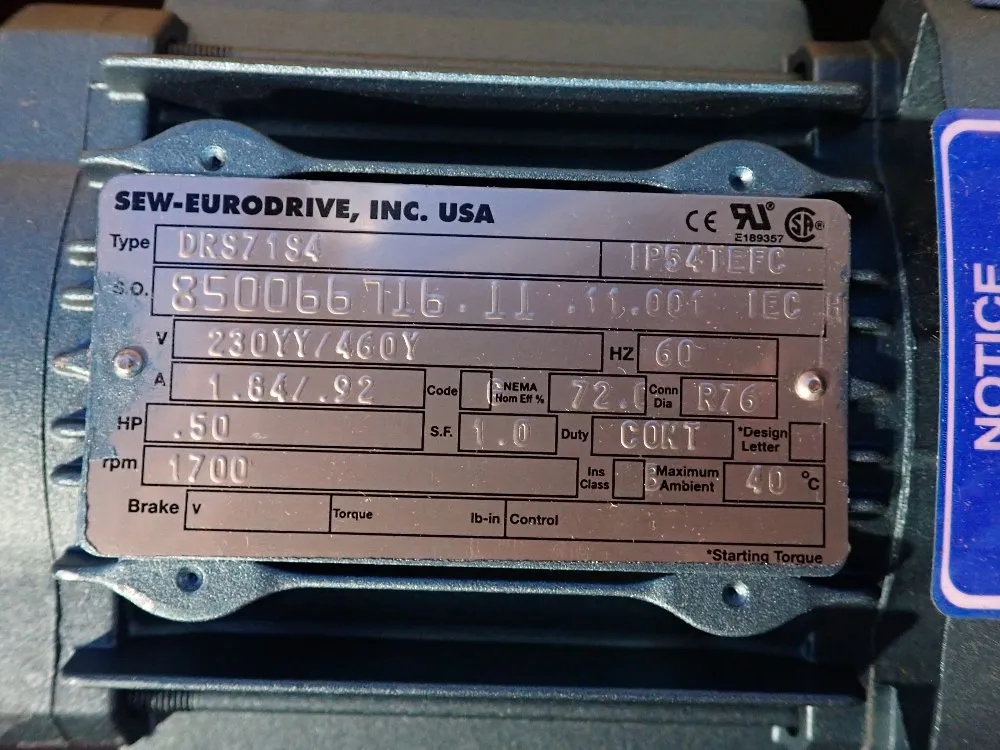 SEW-EURODRIVE, INC. USA CE RU® E189357 SA®
Type DRS71S4 IP54TEFC
S.O. 850066716.11 .11.001 IEC H
V 230YY/460Y HZ 60
A 1.84/.92 Code NEMA Nom Eff % 72.0 Conn Dia R76
HP .50 S.F. 1.0 Duty CONT *Design Letter
rpm 1700 Ins Class B Maximum Ambient 40 °C
Brake V Torque lb-in Control
*Starting Torque
NOTICE